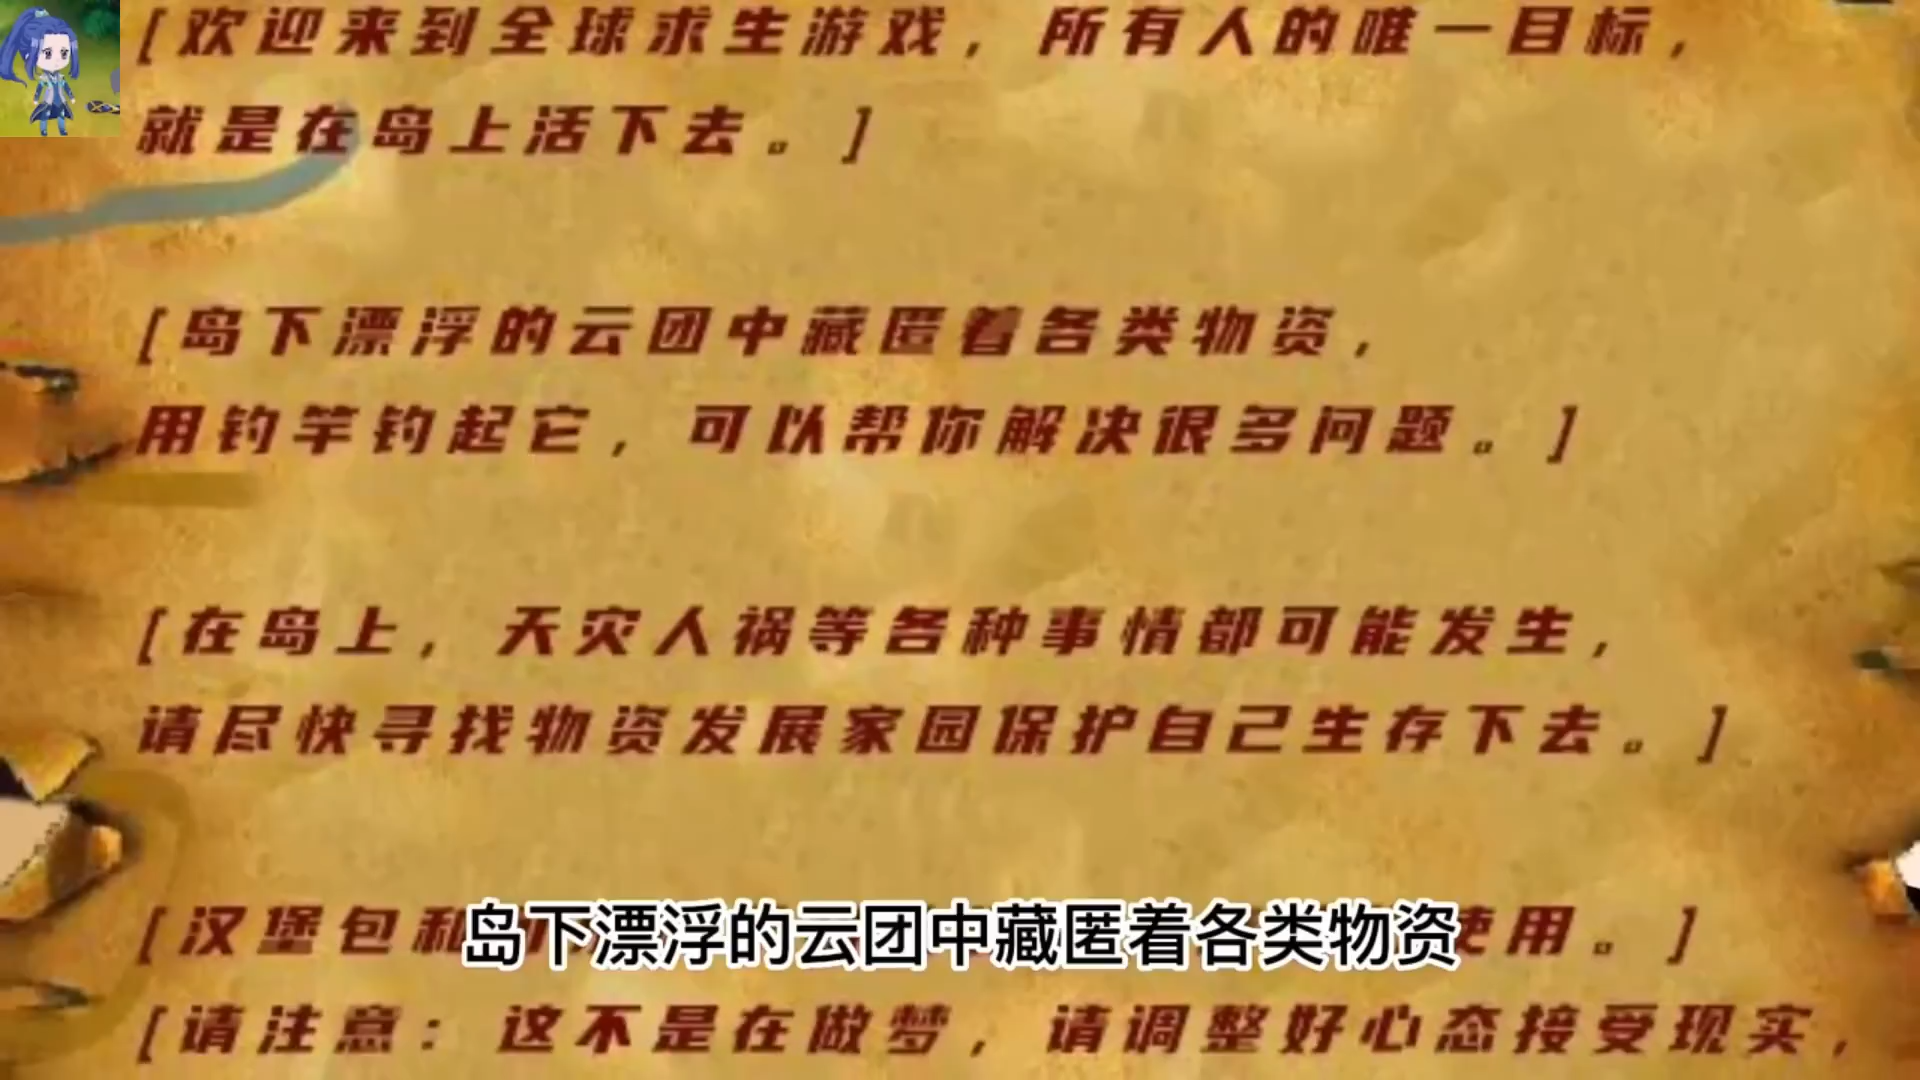 [欢迎来到全球求生游戏，所有人的唯一目标，
就是在岛上活下去。]
[岛下漂浮的云团中藏匿着各类物资，
用钓竿钓起它，可以帮你解决很多问题。]
[在岛上，天灾人祸等各种事情都可能发生，
请尽快寻找物资发展家园保护自己生存下去。]
[汉堡包和 使用。]
岛下漂浮的云团中藏匿着各类物资
[请注意：这不是在做梦，请调整好心态接受现实，